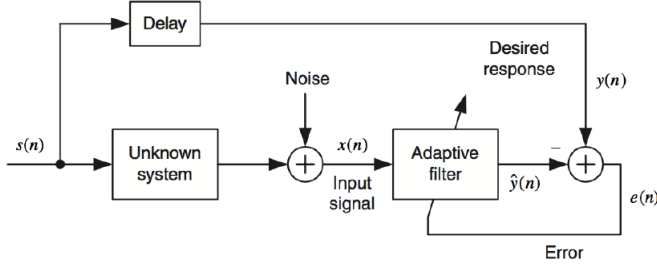 Delay
Desired
response
Noise
y(n)
s(n)
x(n)
Unknown
system
+
Adaptive
filter
−
+
Input
signal
ŷ(n)
e(n)
Error